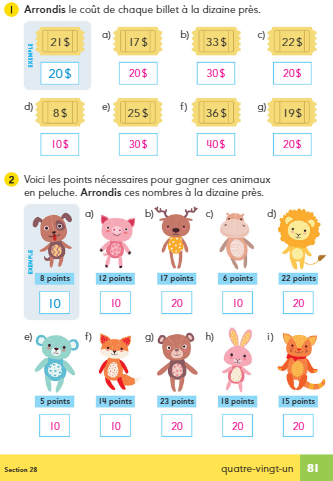 1 Arrondis le coût de chaque billet à la dizaine près.
EXEMPLE
21 $
20 $
a) 17 $
20 $
b) 33 $
30 $
c) 22 $
20 $
d) 8 $
10 $
e) 25 $
30 $
f) 36 $
40 $
g) 19 $
20 $
2 Voici les points nécessaires pour gagner ces animaux
en peluche. Arrondis ces nombres à la dizaine près.
EXEMPLE
8 points
10
a)
12 points
10
b)
17 points
20
c)
6 points
10
d)
22 points
20
e)
5 points
10
f)
14 points
10
g)
23 points
20
h)
18 points
20
i)
15 points
20
Section 28
quatre-vingt-un 81